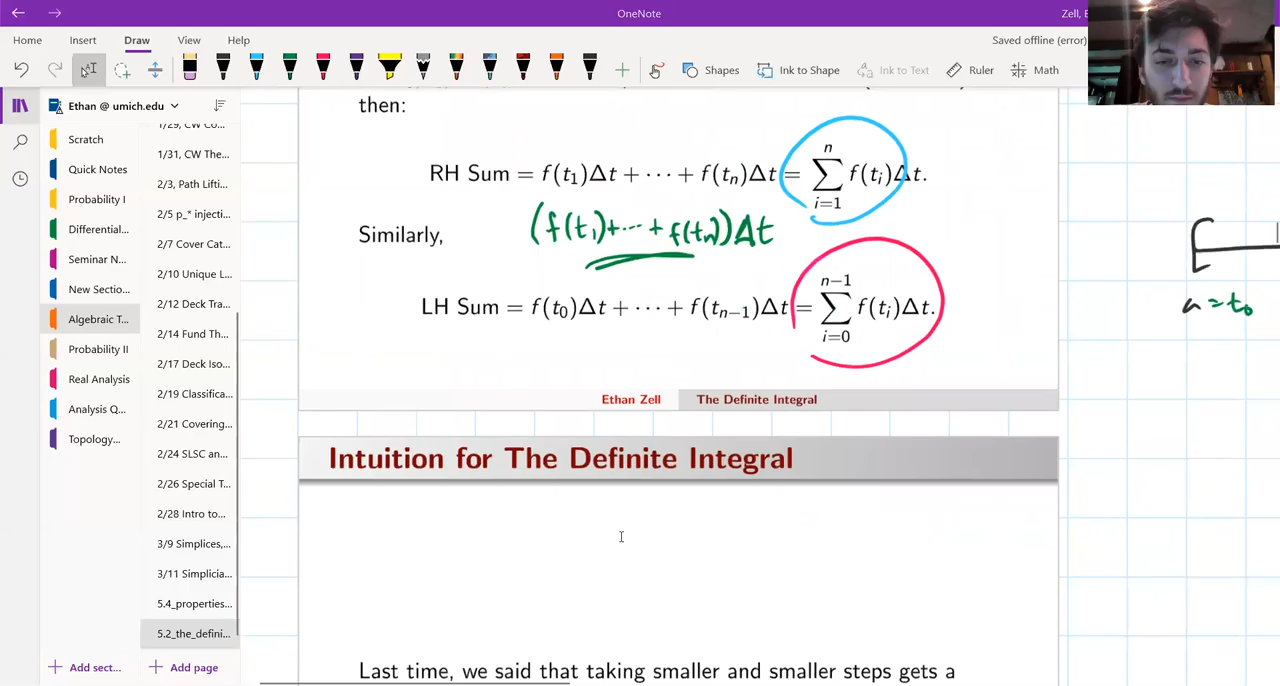 OneNote
Zell, E
Home Insert Draw View Help
Saved offline (error)
Shapes Ink to Shape Ink to Text Ruler Math
Ethan @ umich.edu
Scratch
Quick Notes
Probability I
Differential...
Seminar N...
New Sectio...
Algebraic T...
Probability II
Real Analysis
Analysis Q...
Topology...
Add sect...
1/29, CW Co...
1/31, CW The...
2/3, Path Lifti...
2/5 p_* injecti...
2/7 Cover Cat...
2/10 Unique L...
2/12 Deck Tra...
2/14 Fund Th...
2/17 Deck Iso...
2/19 Classifica...
2/21 Covering...
2/24 SLSC an...
2/26 Special T...
2/28 Intro to...
3/9 Simplices,...
3/11 Simplicia...
5.4_properties...
5.2_the_defini...
Add page
then:
RH Sum = f(t₁)Δt + ··· + f(tₙ)Δt = ∑ⁿᵢ₌₁ f(tᵢ)Δt.
(f(t₁)+···+f(tₙ))Δt
Similarly,
LH Sum = f(t₀)Δt + ··· + f(tₙ₋₁)Δt = ∑ⁿ⁻¹ᵢ₌₀ f(tᵢ)Δt.
a = t₀
Ethan Zell The Definite Integral
Intuition for The Definite Integral
Last time, we said that taking smaller and smaller steps gets a